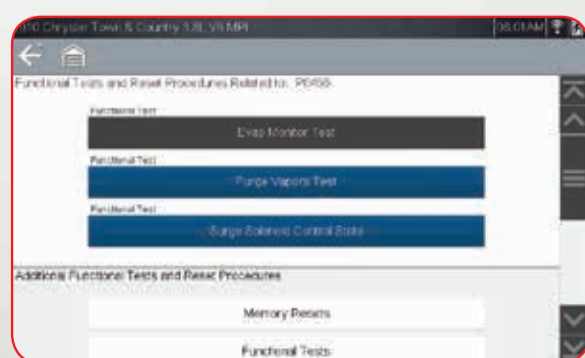 2010 Chrysler Town & Country 3.8L V6 MPI 08:01AM
Functional Tests and Reset Procedures Related to: P0456
Functional Test
Evap Monitor Test
Functional Test
Purge Vapors Test
Functional Test
Purge Solenoid Control State
Additional Functional Tests and Reset Procedures
Memory Resets
Functional Tests